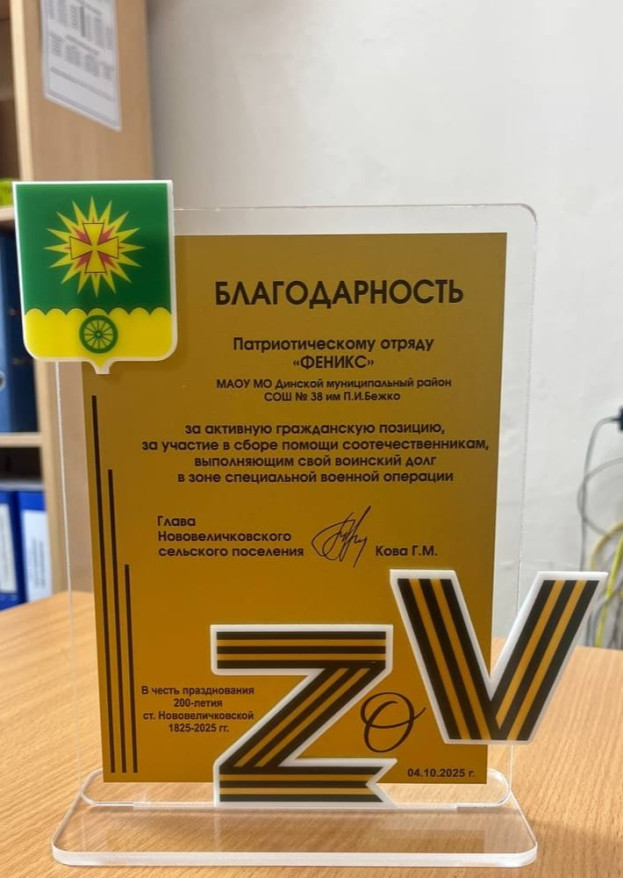 БЛАГОДАРНОСТЬ
Патриотическому отряду
«ФЕНИКС»
МАОУ МО Динской муниципальный район
СОШ № 38 им П.И.Бежко
за активную гражданскую позицию,
за участие в сборе помощи соотечественникам,
выполняющим свой воинский долг
в зоне специальной военной операции
Глава
Нововеличковского
сельского поселения Кова Г.М.
В честь празднования
200-летия
ст. Нововеличковской
1825-2025 гг.
ZОV
04.10.2025 г.